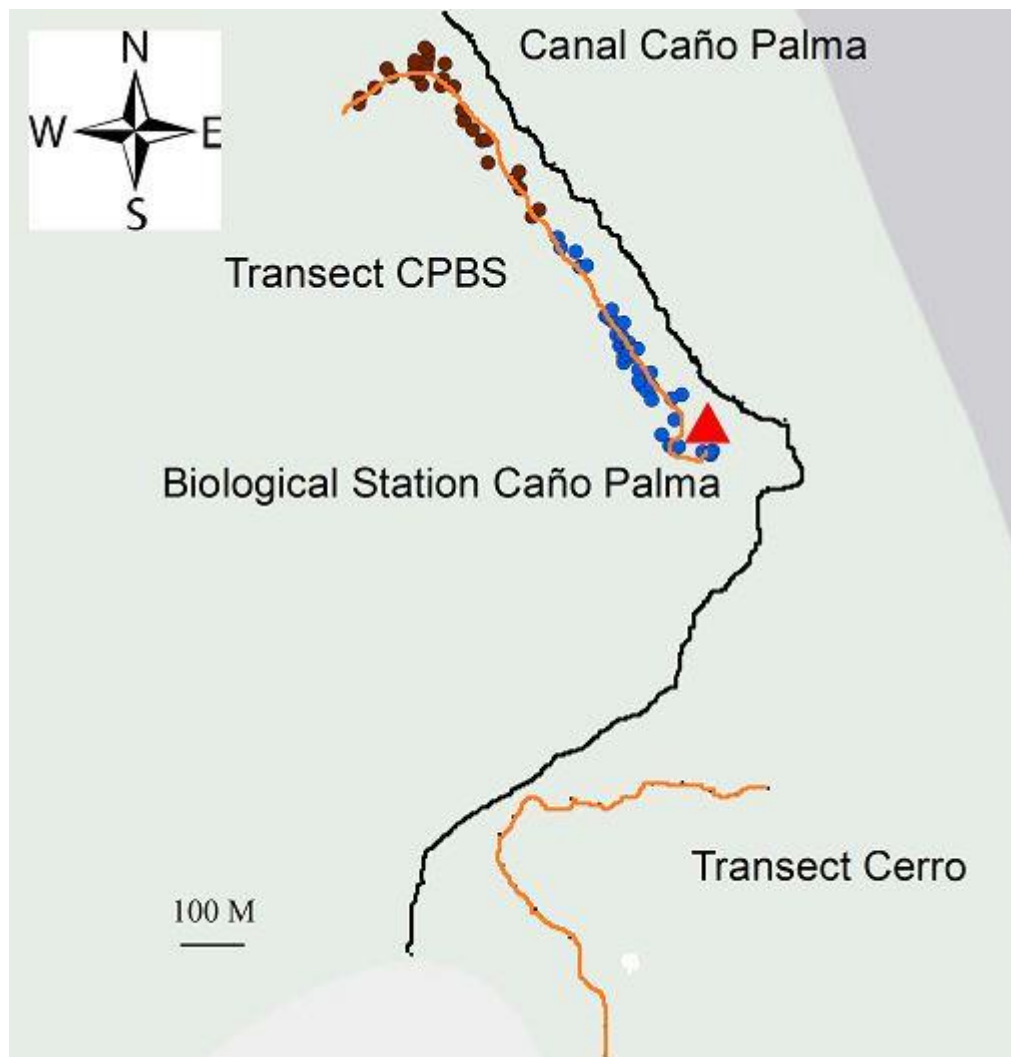 N
Canal Caño Palma
W
E
S
Transect CPBS
Biological Station Caño Palma
Transect Cerro
100 M